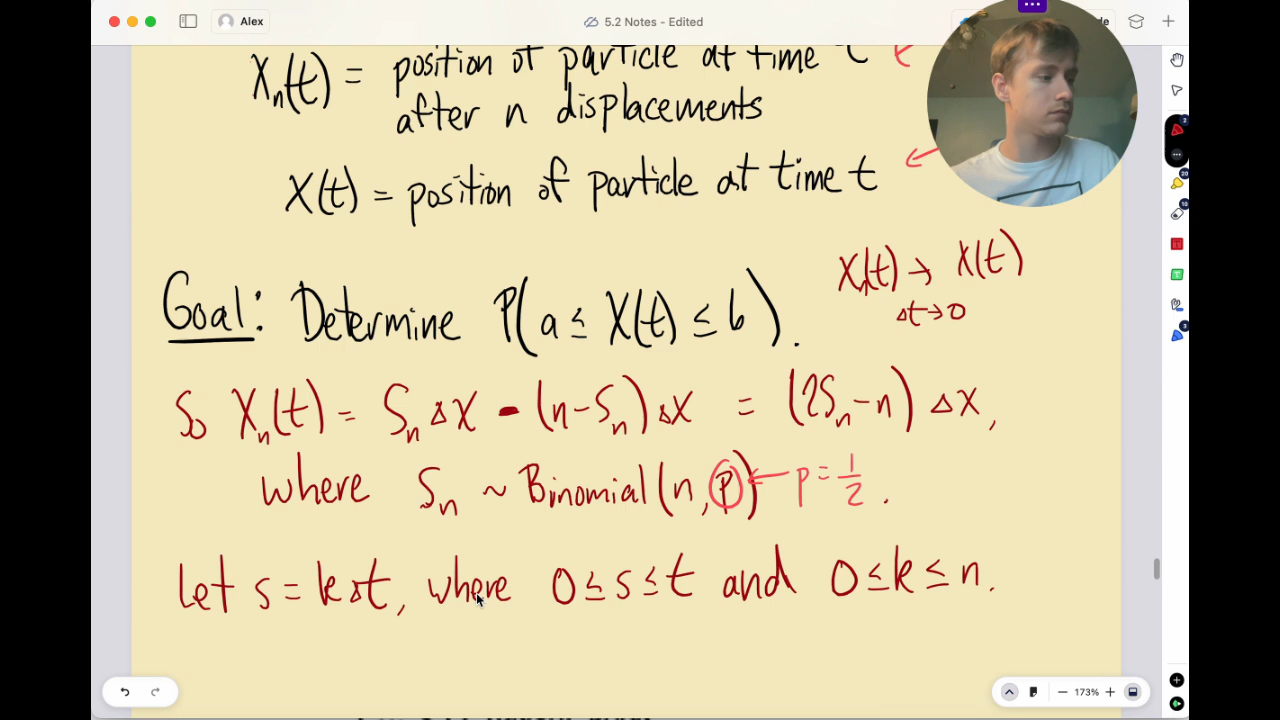 Alex
5.2 Notes - Edited
Xₙ(t) = position of particle at time t
after n displacements
X(t) = position of particle at time t
Xₙ(t) → X(t)
Δt→0
Goal: Determine P(a ≤ X(t) ≤ b).
So Xₙ(t) = Sₙ Δx - (n-Sₙ) Δx = (2Sₙ-n) Δx,
where Sₙ ~ Binomial(n, p) ← p = 1/2.
Let s = kΔt, where 0 ≤ s ≤ t and 0 ≤ k ≤ n.
173%